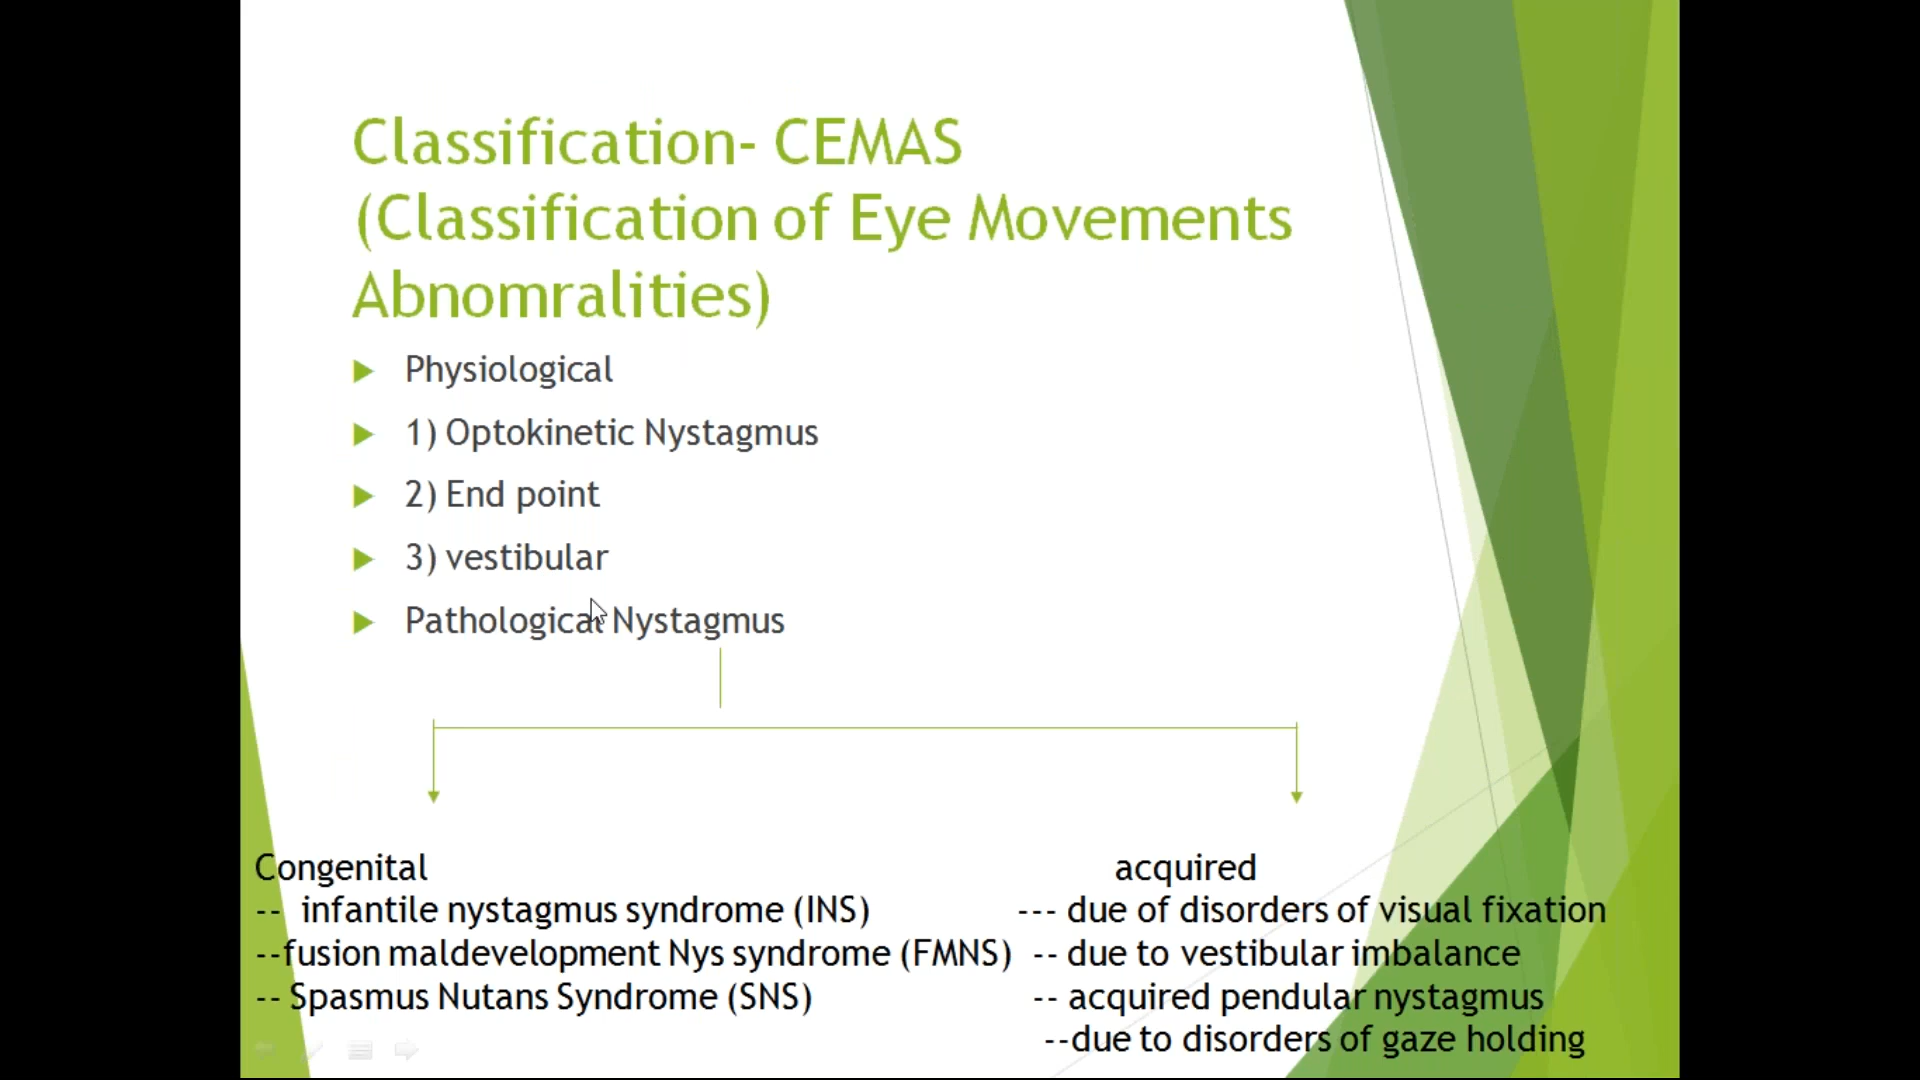 Classification- CEMAS
(Classification of Eye Movements
Abnomralities)
Physiological
1) Optokinetic Nystagmus
2) End point
3) vestibular
Pathological Nystagmus
Congenital
-- infantile nystagmus syndrome (INS)
--fusion maldevelopment Nys syndrome (FMNS)
-- Spasmus Nutans Syndrome (SNS)
acquired
--- due of disorders of visual fixation
-- due to vestibular imbalance
-- acquired pendular nystagmus
--due to disorders of gaze holding